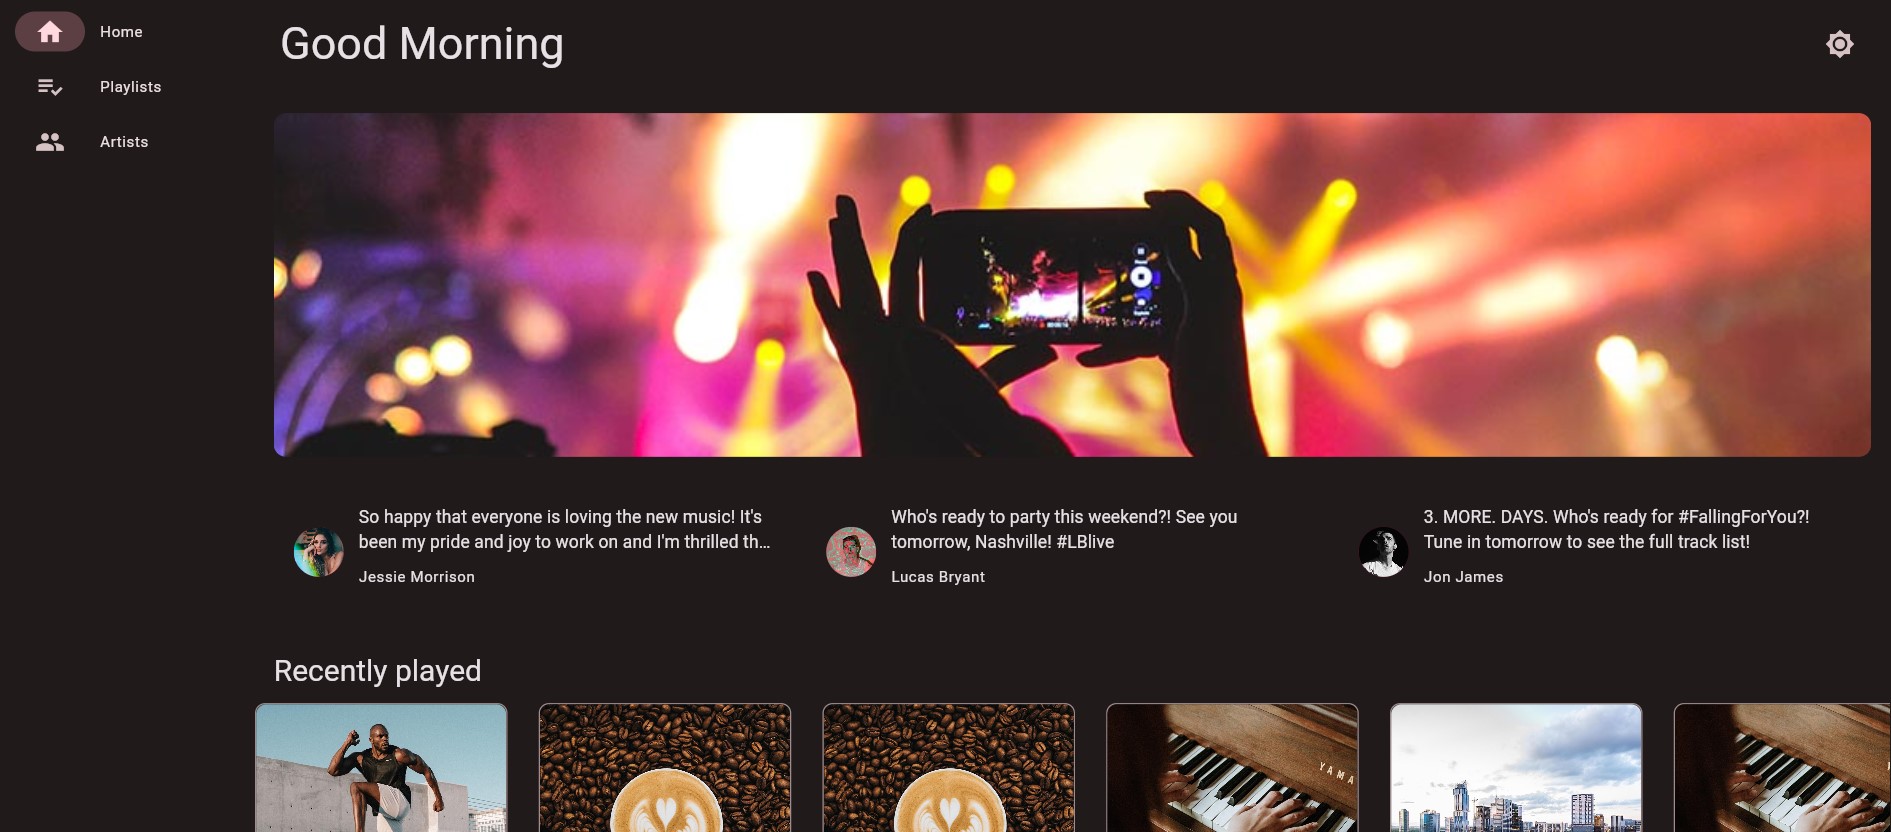 Home
Playlists
Artists
Good Morning
So happy that everyone is loving the new music! It's
been my pride and joy to work on and I'm thrilled th...
Jessie Morrison
Who's ready to party this weekend?! See you
tomorrow, Nashville! #LBlive
Lucas Bryant
3. MORE. DAYS. Who's ready for #FallingForYou?!
Tune in tomorrow to see the full track list!
Jon James
Recently played
YAMA